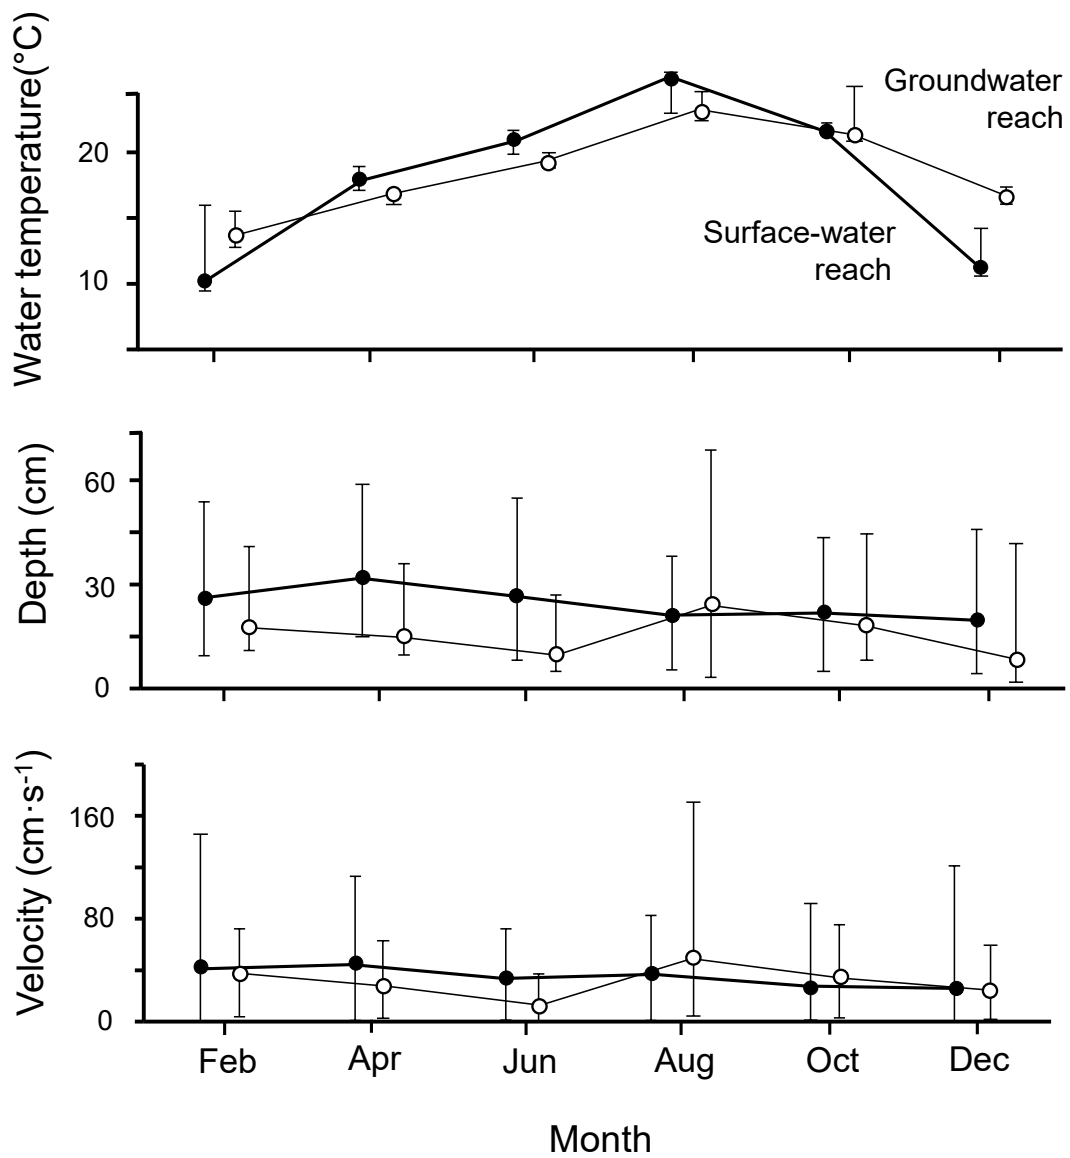 Water temperature(°C)
20
10
Groundwater
reach
Surface-water
reach
Depth (cm)
60
30
0
Velocity (cm·s-1)
160
80
0
Feb Apr Jun Aug Oct Dec
Month